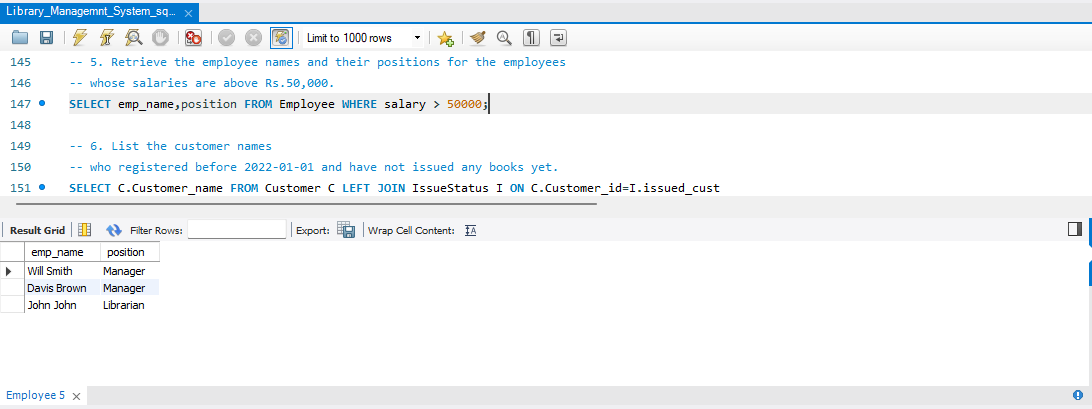 Library_Managemnt_System_sq...
Limit to 1000 rows
145 -- 5. Retrieve the employee names and their positions for the employees
146 -- whose salaries are above Rs.50,000.
147 SELECT emp_name,position FROM Employee WHERE salary > 50000;
148
149 -- 6. List the customer names
150 -- who registered before 2022-01-01 and have not issued any books yet.
151 SELECT C.Customer_name FROM Customer C LEFT JOIN IssueStatus I ON C.Customer_id=I.issued_cust
Result Grid Filter Rows: Export: Wrap Cell Content: IA
emp_name position
Will Smith Manager
Davis Brown Manager
John John Librarian
Employee 5